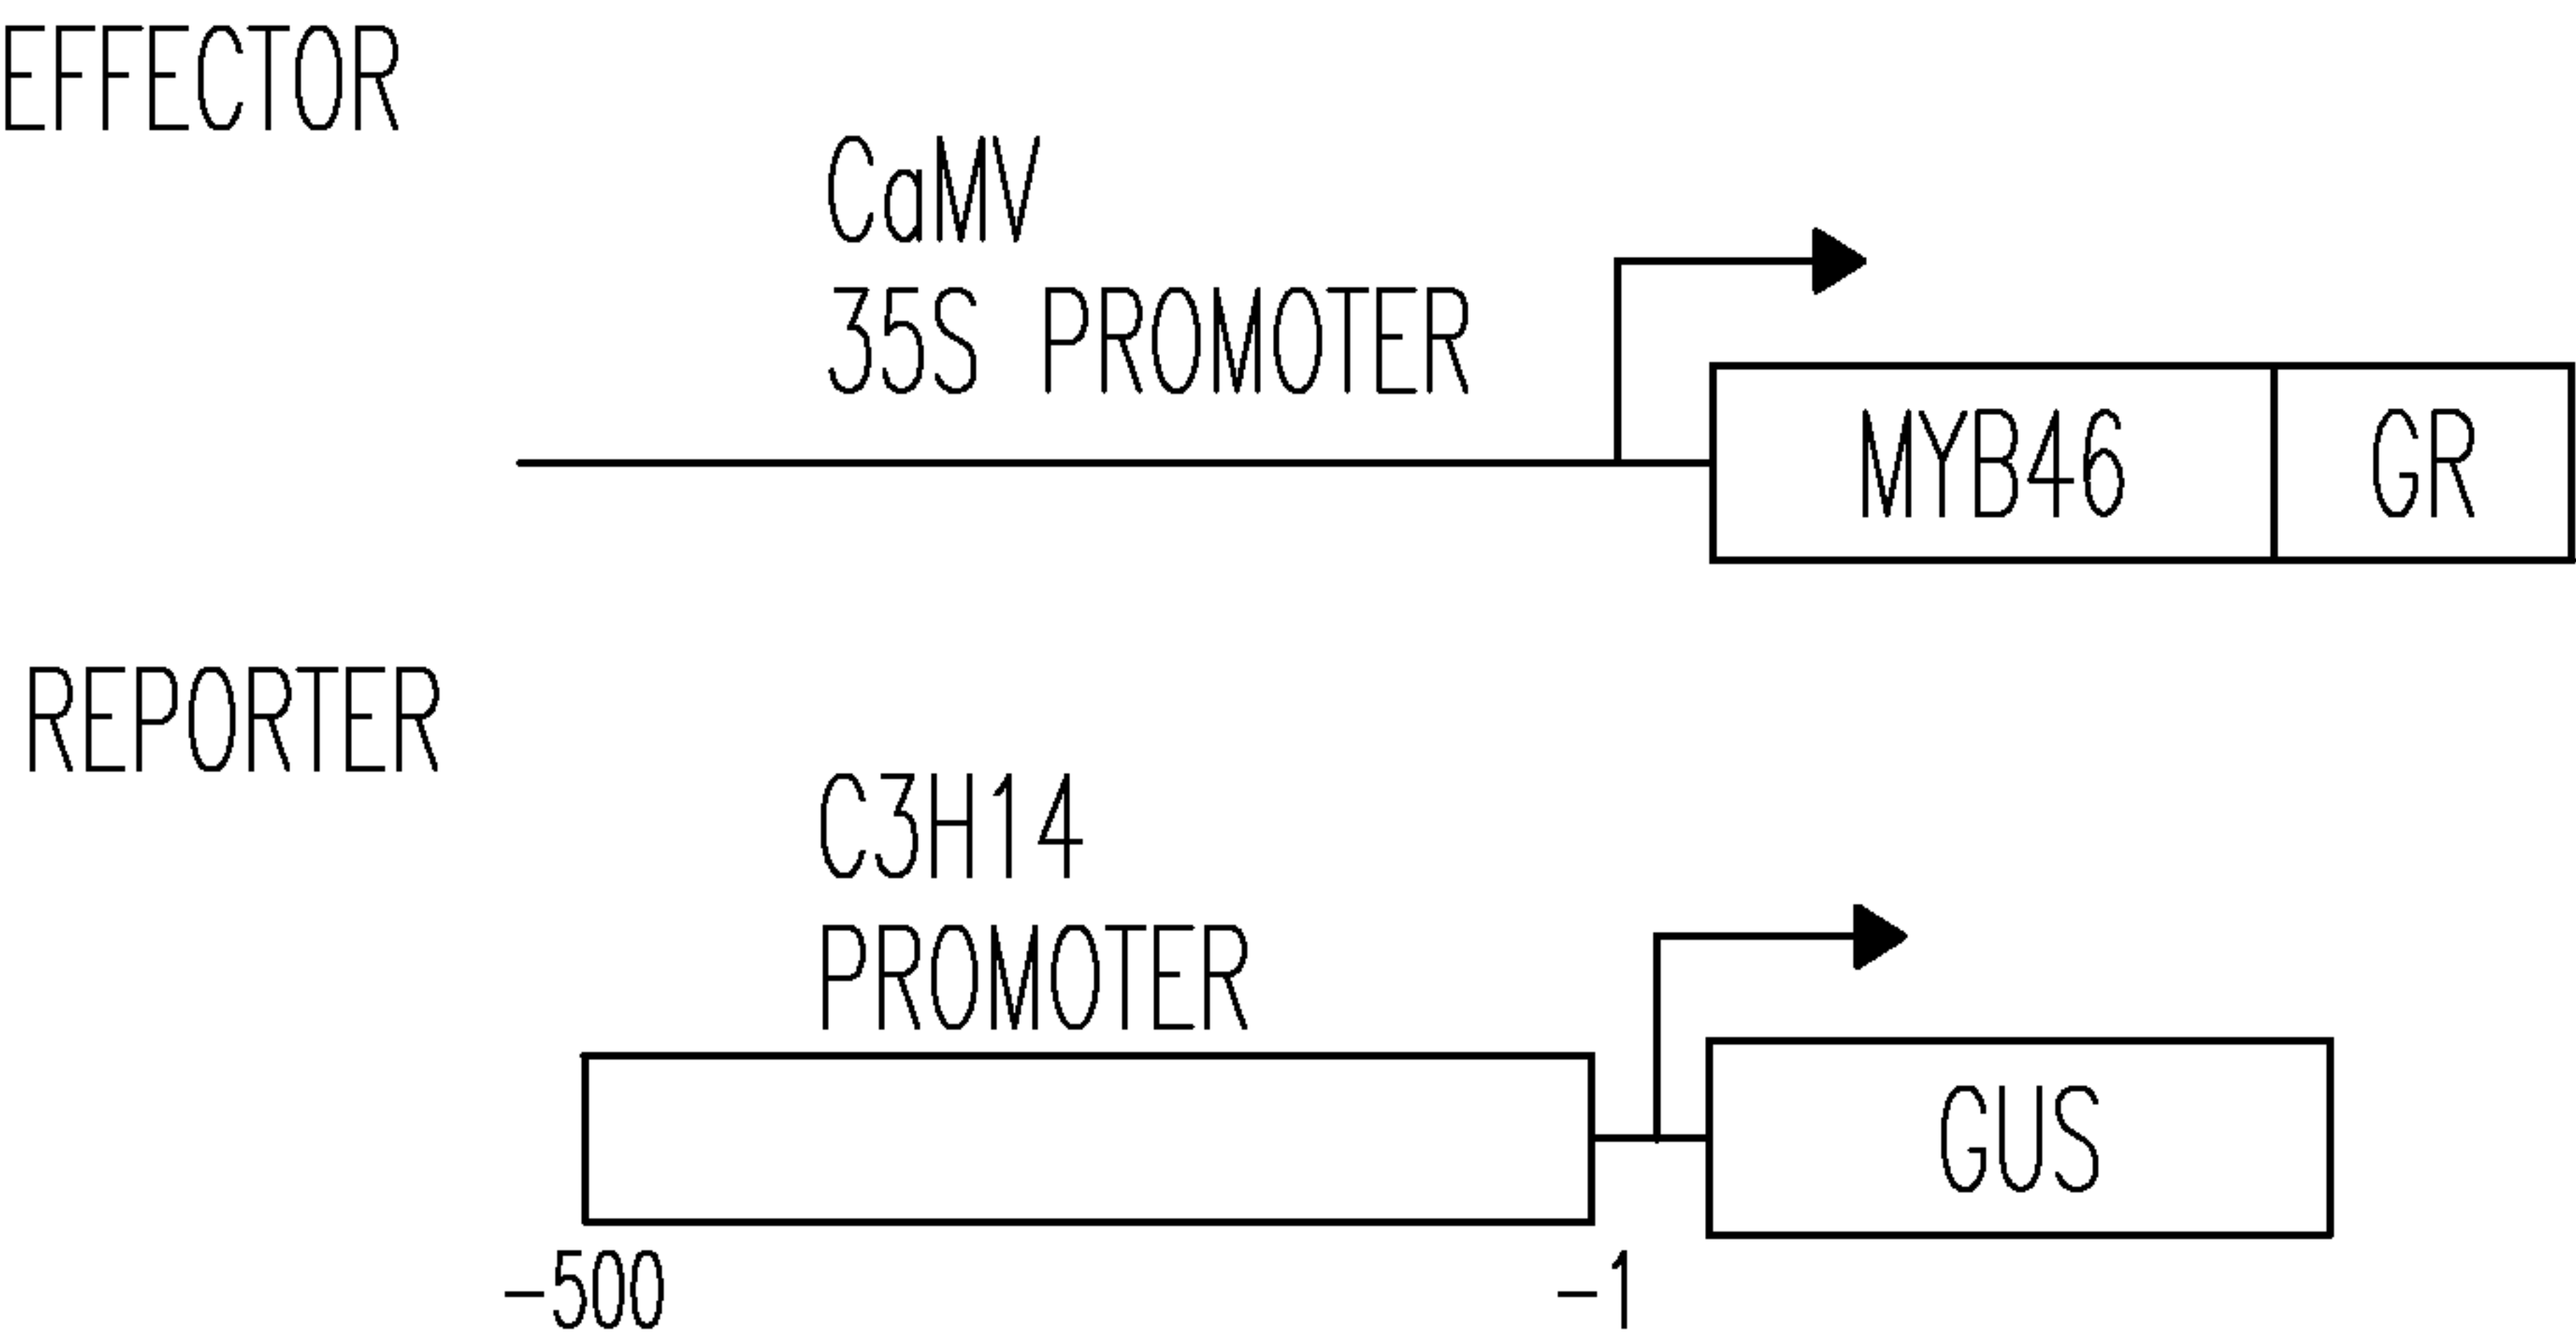 EFFECTOR
CaMV
35S PROMOTER
MYB46 GR
REPORTER
C3H14
PROMOTER
GUS
-500 -1